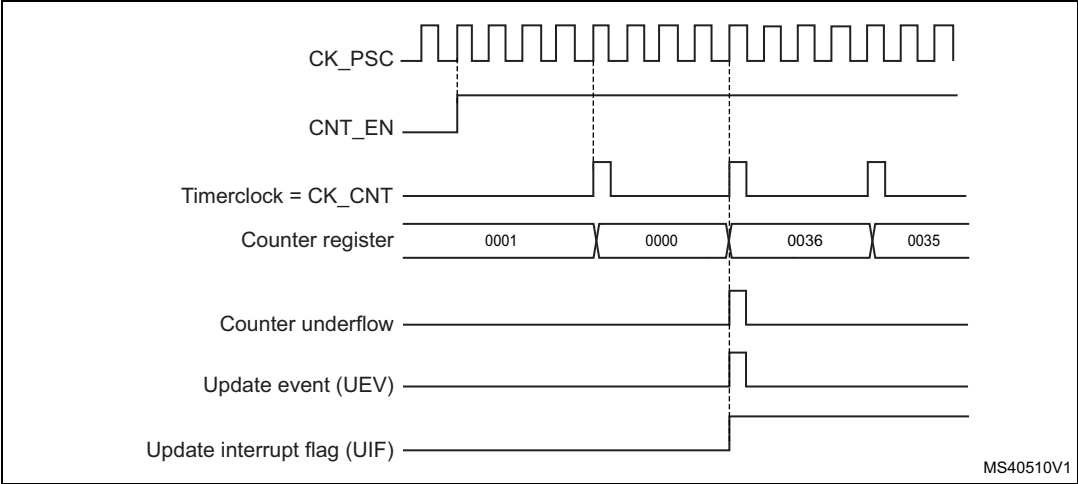 CK_PSC
CNT_EN
Timerclock = CK_CNT
Counter register
0001 0000 0036 0035
Counter underflow
Update event (UEV)
Update interrupt flag (UIF)
MS40510V1